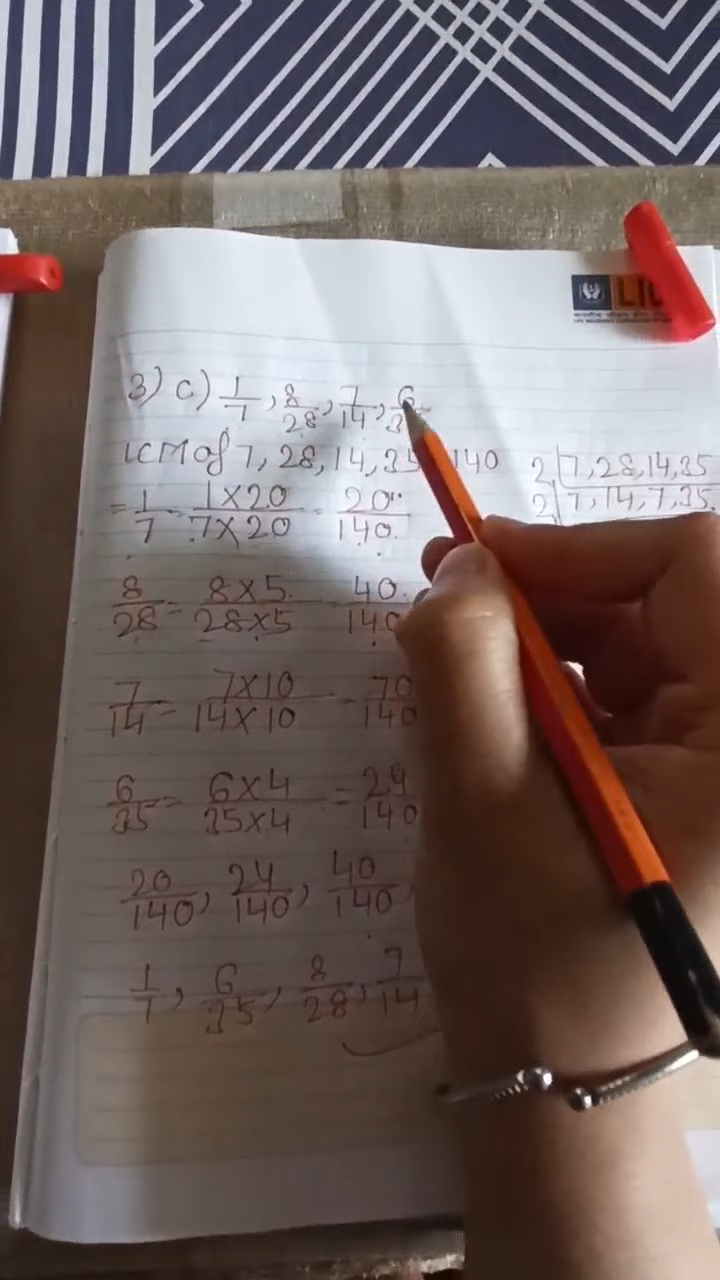 LIC
3) c) 1/7, 8/28, 7/14, 6/3
LCM of 7, 28, 14, 35 140
2 | 7, 28, 14, 35
2 | 7, 14, 7, 35
= 1/7 = 1×20/7×20 = 20/140
8/28 = 8×5/28×5 = 40/140
7/14 = 7×10/14×10 = 70/140
6/35 = 6×4/35×4 = 24/140
20/140, 24/140, 40/140,
1/7, 6/35, 8/28, 7/14